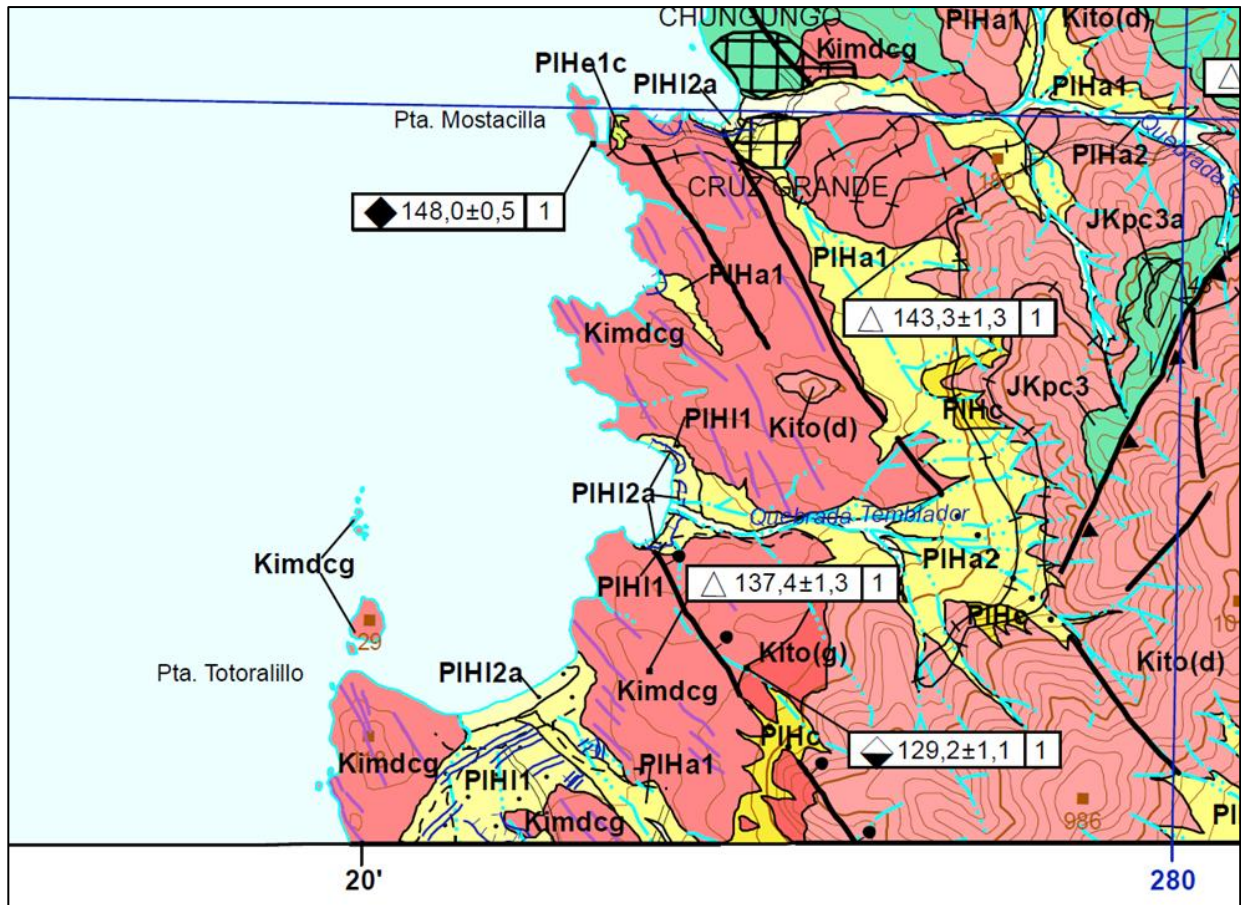 CHUNGUNGO
PlHa1
Kito(d)
Kimdcg
PlHe1c
PlHl2a
PlHa1
Pta. Mostacilla
Quebrada
PlHa2
180
CRUZ GRANDE
148,0±0,5 1
JKpc3a
PlHa1
PlHa1
143,3±1,3 1
Kimdcg
JKpc3
PlHl1
Kito(d)
PlHc
PlHl2a
Quebrada Temblador
Kimdcg
PlHa2
PlHl1
137,4±1,3 1
PlHc
29
Kito(g)
Kito(d)
Pta. Totoralillo
PlHl2a
Kimdcg
PlHc
129,2±1,1 1
Kimdcg
PlHl1
PlHa1
Kimdcg
986
20'
280